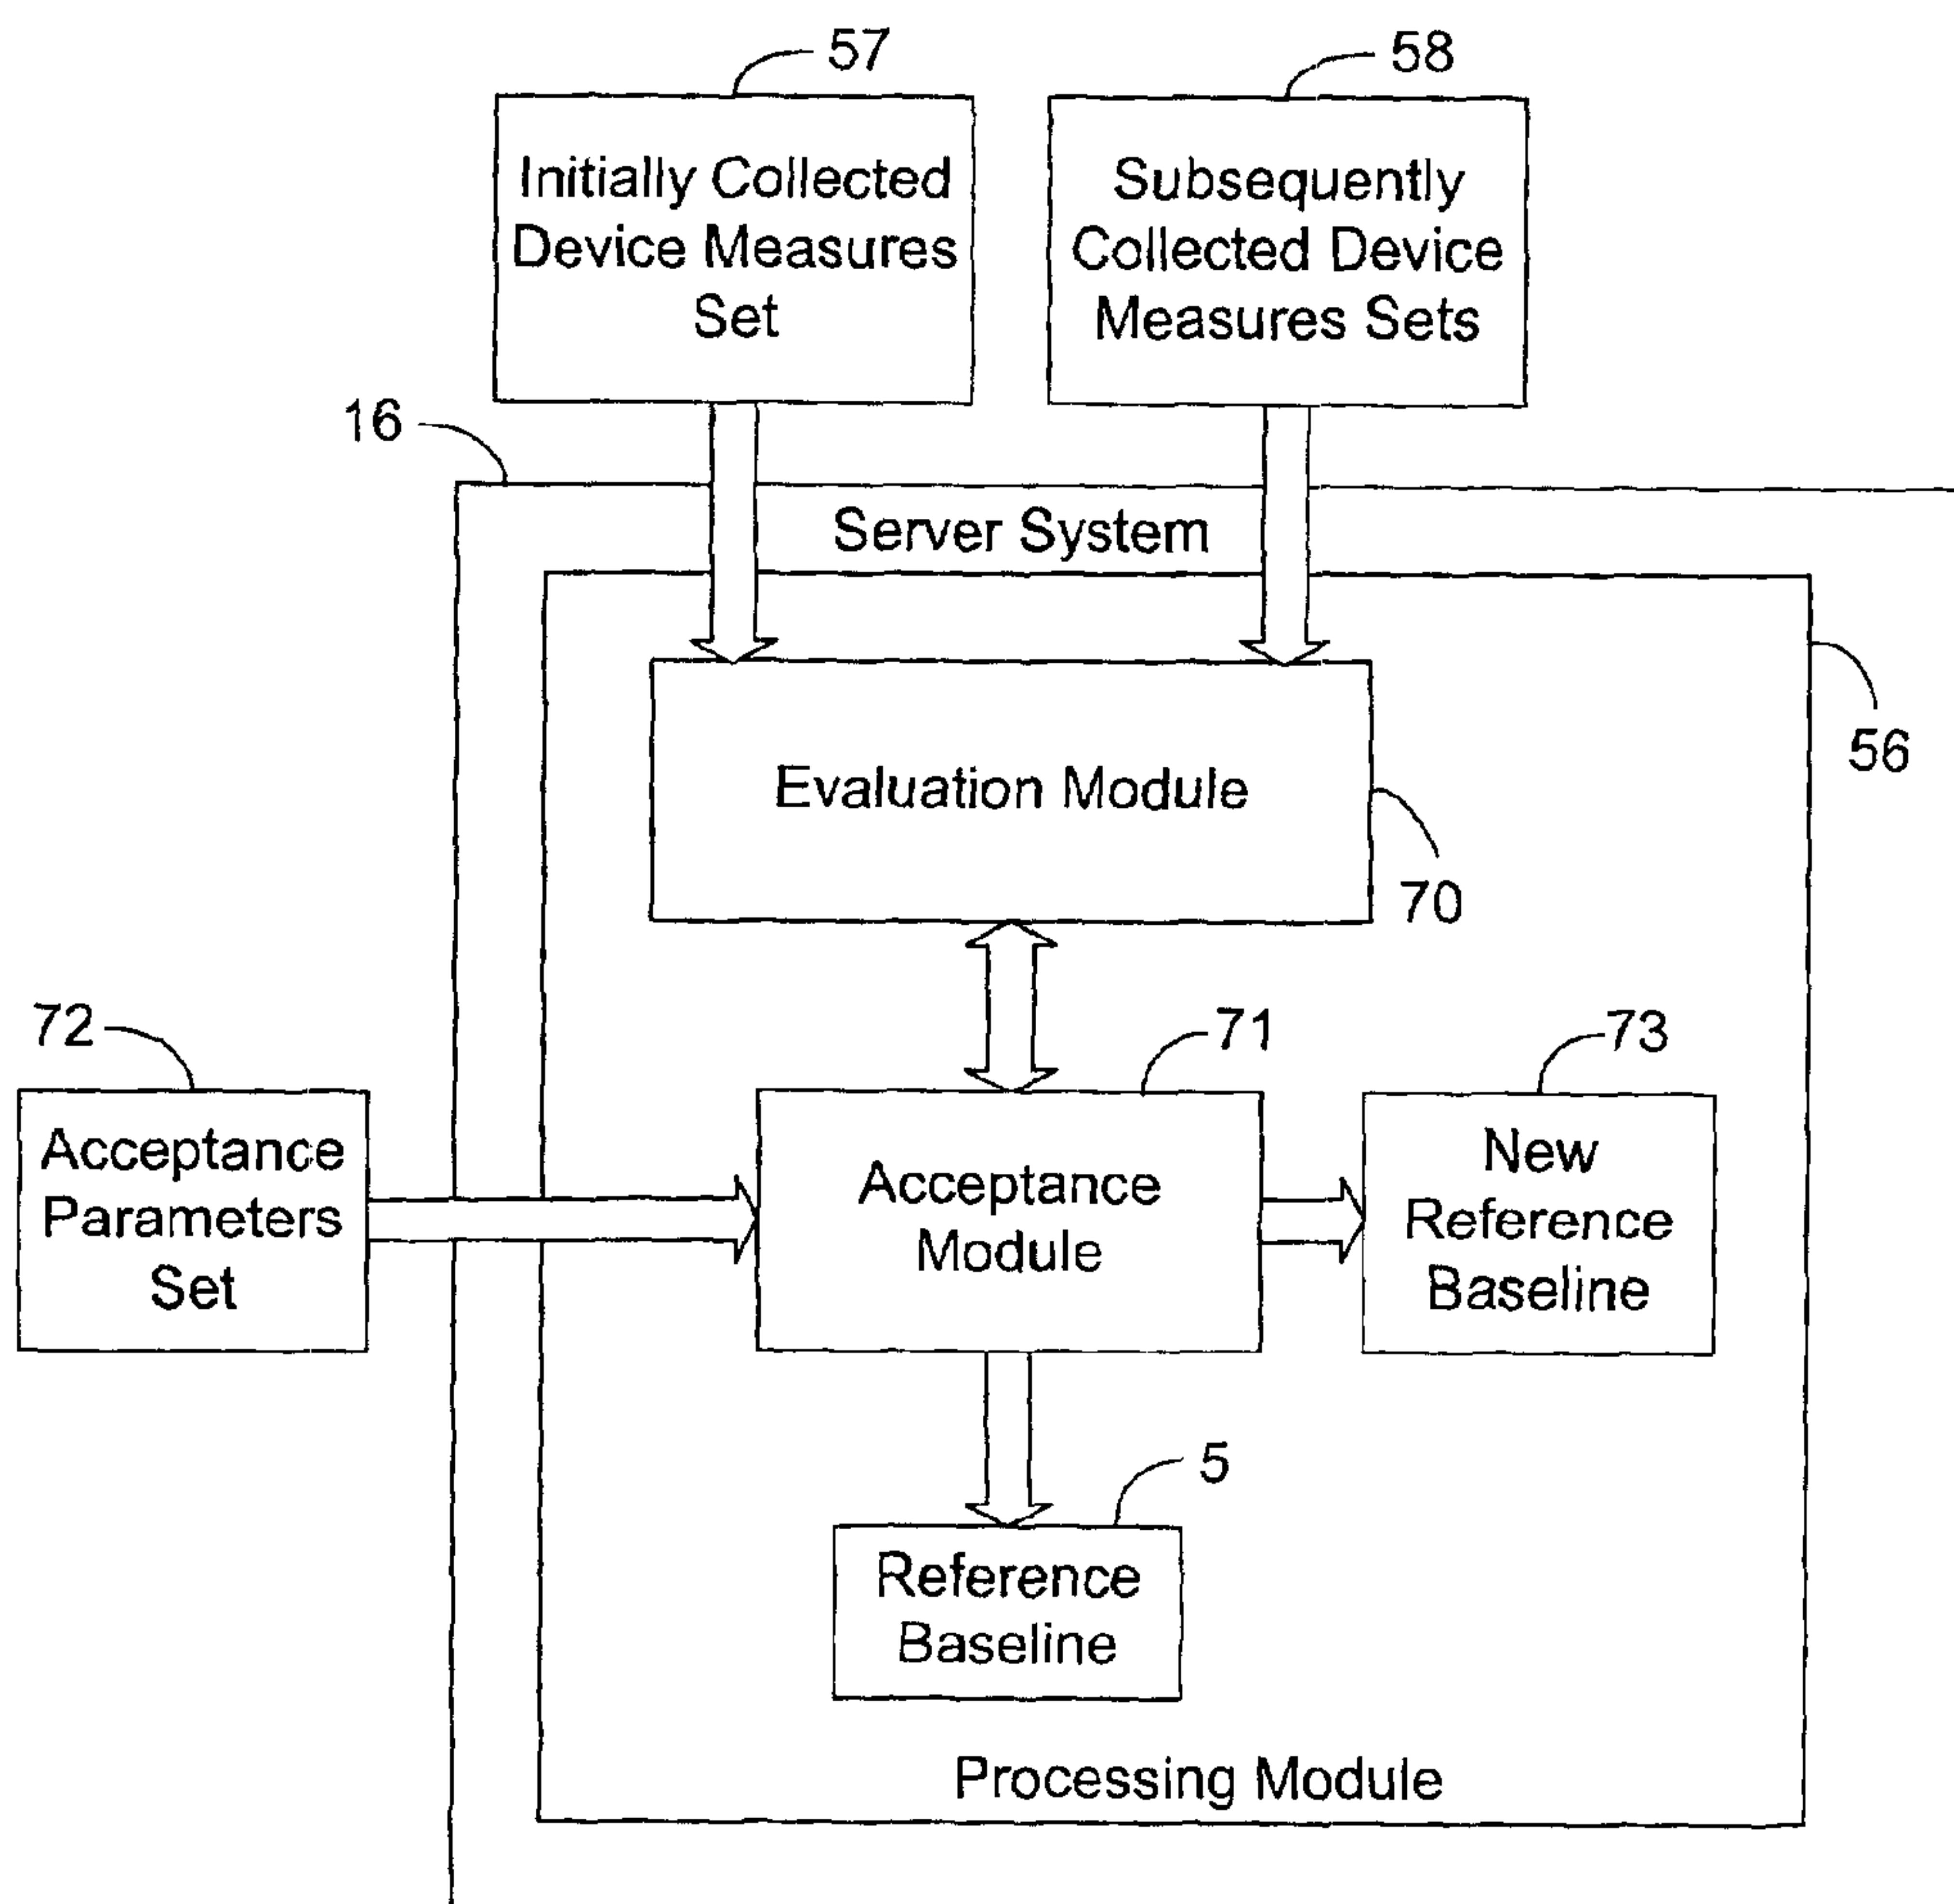 57
58
Initially Collected
Device Measures
Set
Subsequently
Collected Device
Measures Sets
16
Server System
56
Evaluation Module
70
72
71
73
Acceptance
Parameters
Set
Acceptance
Module
New
Reference
Baseline
5
Reference
Baseline
Processing Module